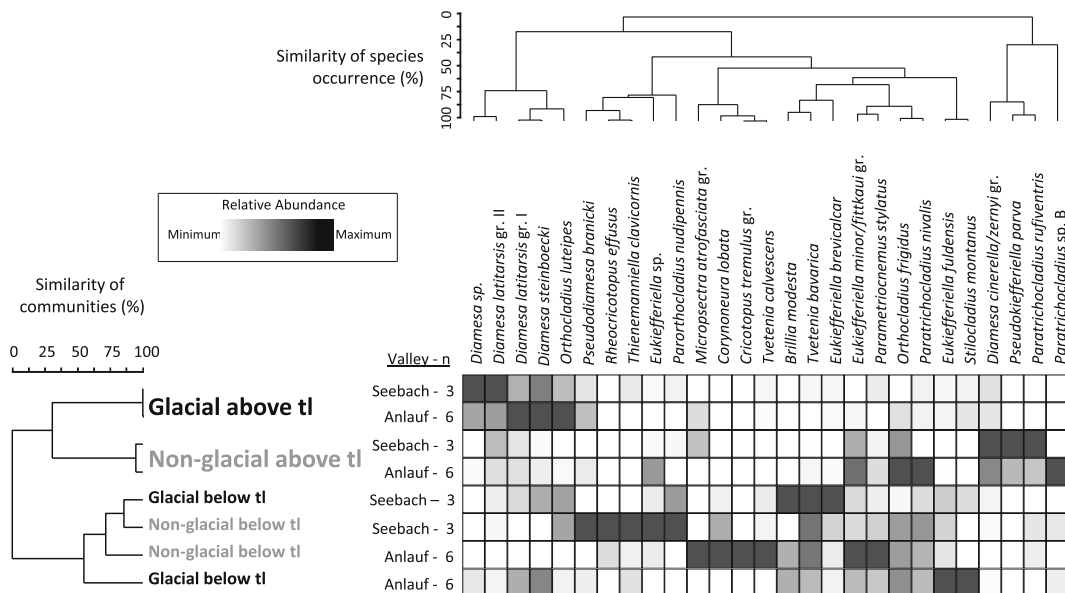 0
25
50
75
100
Similarity of species
occurrence (%)
Relative Abundance
Minimum
Maximum
Similarity of
communities (%)
0 25 50 75 100
Diamesa sp.
Diamesa latitarsis gr. II
Diamesa latitarsis gr. I
Diamesa steinboecki
Orthocladius luteipes
Pseudodiamesa branicki
Rheocricotopus effusus
Thienemanniella clavicornis
Eukiefferiella sp.
Parorthocladius nudipennis
Micropsectra atrofasciata gr.
Corynoneura lobata
Cricotopus tremulus gr.
Tvetenia calvescens
Brillia modesta
Tvetenia bavarica
Eukiefferiella brevicalcar
Eukiefferiella minor/fittkaui gr.
Parametriocnemus stylatus
Orthocladius frigidus
Paratrichocladius nivalis
Eukiefferiella fuldensis
Stilocladius montanus
Diamesa cinerella/zernyi gr.
Pseudokiefferiella parva
Paratrichocladius rufiventris
Paratrichocladius sp. B
Valley - n
Glacial above tl
Seebach - 3
Anlauf - 6
Non-glacial above tl
Seebach - 3
Anlauf - 6
Glacial below tl
Seebach – 3
Non-glacial below tl
Seebach - 3
Non-glacial below tl
Anlauf - 6
Glacial below tl
Anlauf - 6